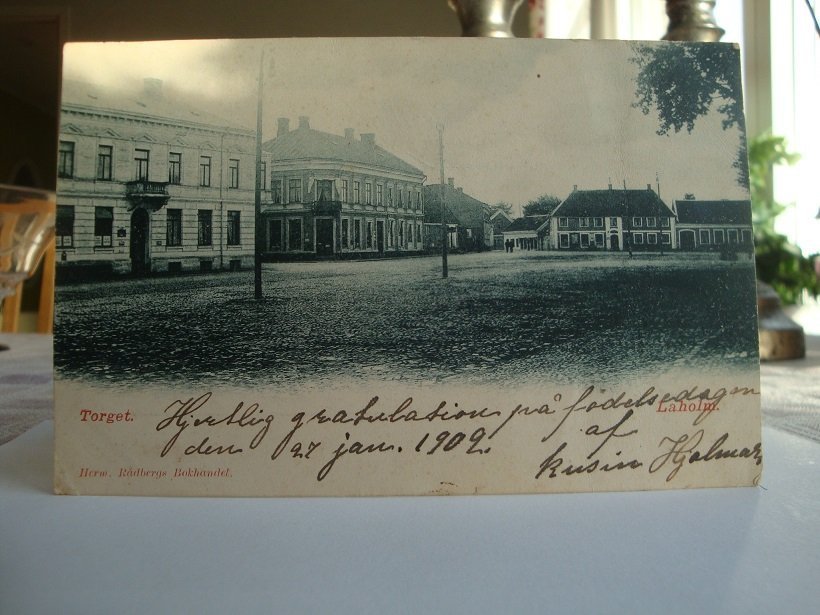 Torget.
Laholm.
Hjertlig gratulation på födelsedagen
den 27 jan. 1902.
af
kusin Hjalmar
Herm. Rådbergs Bokhandel.